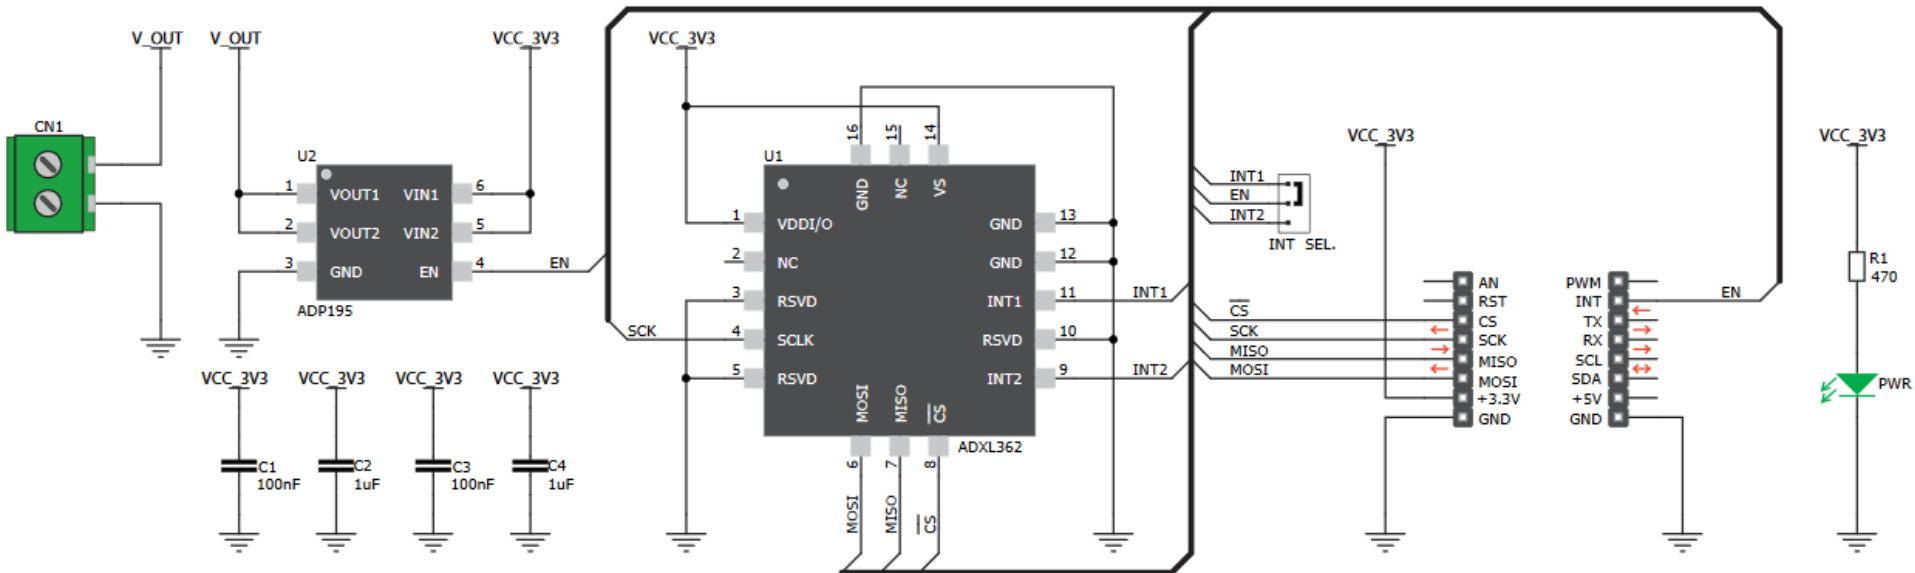 V_OUT
V_OUT
VCC_3V3
VCC_3V3
CN1
U2
1
VOUT1
VIN1
6
2
VOUT2
VIN2
5
3
GND
EN
4
EN
ADP195
VCC_3V3
VCC_3V3
VCC_3V3
VCC_3V3
C1
100nF
C2
1uF
C3
100nF
C4
1uF
U1
16
15
14
GND
NC
VS
1
VDDI/O
GND
13
2
NC
GND
12
3
RSVD
INT1
11
INT1
SCK
4
SCLK
RSVD
10
5
RSVD
INT2
9
INT2
MOSI
MISO
CS
ADXL362
6
7
8
MOSI
MISO
CS
INT1
EN
INT2
INT SEL.
CS
SCK
MISO
MOSI
VCC_3V3
AN
RST
CS
SCK
MISO
MOSI
+3.3V
GND
PWM
INT
TX
RX
SCL
SDA
+5V
GND
EN
VCC_3V3
R1
470
PWR